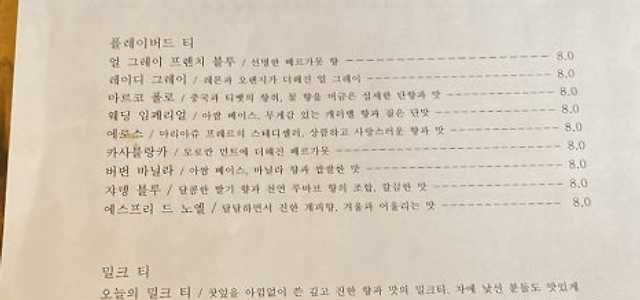 플레이버드 티
얼 그레이 프렌치 블루 / 선명한 베르가못 향 8.0
레이디 그레이 / 레몬과 오렌지가 더해진 얼 그레이 8.0
마르코 폴로 / 중국과 티벳의 향취, 꽃 향을 머금은 섬세한 단향과 맛 8.0
웨딩 임페리얼 / 아쌈 베이스, 무게감 있는 캐러멜 향과 짙은 단맛 8.0
에로스 / 마리아쥬 프레르의 스테디셀러, 상큼하고 사랑스러운 향과 맛 8.0
카사블랑카 / 모로칸 민트에 더해진 베르가못 8.0
버번 바닐라 / 아쌈 베이스, 바닐라 향과 쌉쌀한 맛 8.0
쟈뎅 블루 / 달콤한 딸기 향과 천연 루바브 향의 조합, 깔끔한 맛 8.0
에스프리 드 노엘 / 달달하면서 진한 계피향, 겨울과 어울리는 맛 8.0
밀크 티
오늘의 밀크 티 / 찻잎을 아낌없이 쓴 깊고 진한 향과 맛의 밀크티. 차에 낯선 분들도 맛있게